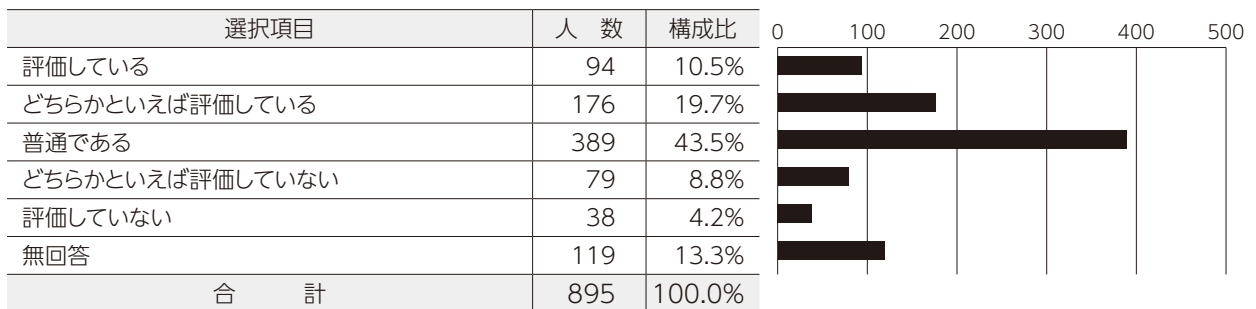 選択項目 人　数 構成比 0 100 200 300 400 500
評価している 94 10.5%
どちらかといえば評価している 176 19.7%
普通である 389 43.5%
どちらかといえば評価していない 79 8.8%
評価していない 38 4.2%
無回答 119 13.3%
合　　計 895 100.0%